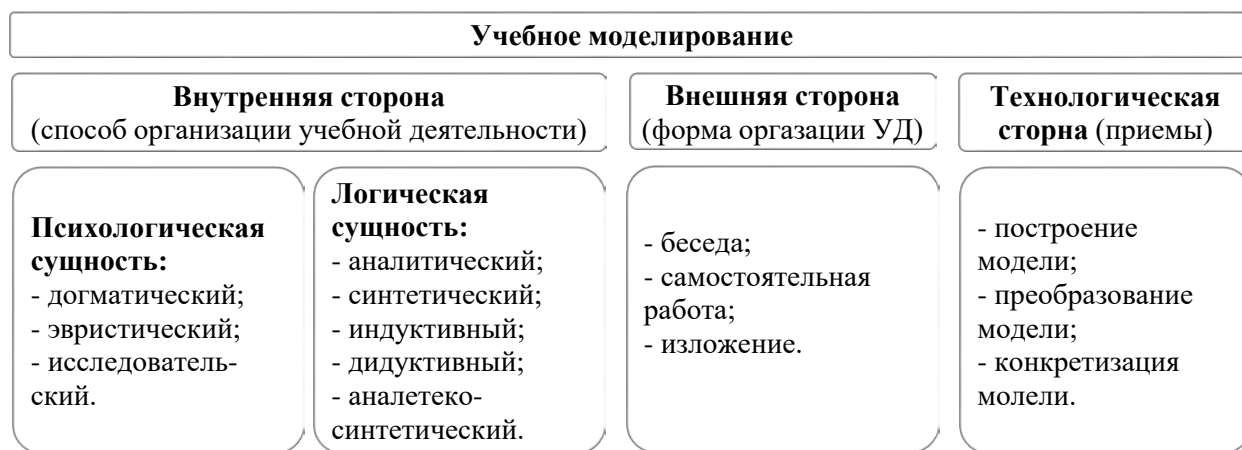 Учебное моделирование
Внутренняя сторона
(способ организации учебной деятельности)
Внешняя сторона
(форма оргазации УД)
Технологическая
сторна (приемы)
Психологическая
сущность:
- догматический;
- эвристический;
- исследователь-
ский.
Логическая
сущность:
- аналитический;
- синтетический;
- индуктивный;
- дидуктивный;
- аналетеко-
синтетический.
- беседа;
- самостоятельная
работа;
- изложение.
- построение
модели;
- преобразование
модели;
- конкретизация
молели.